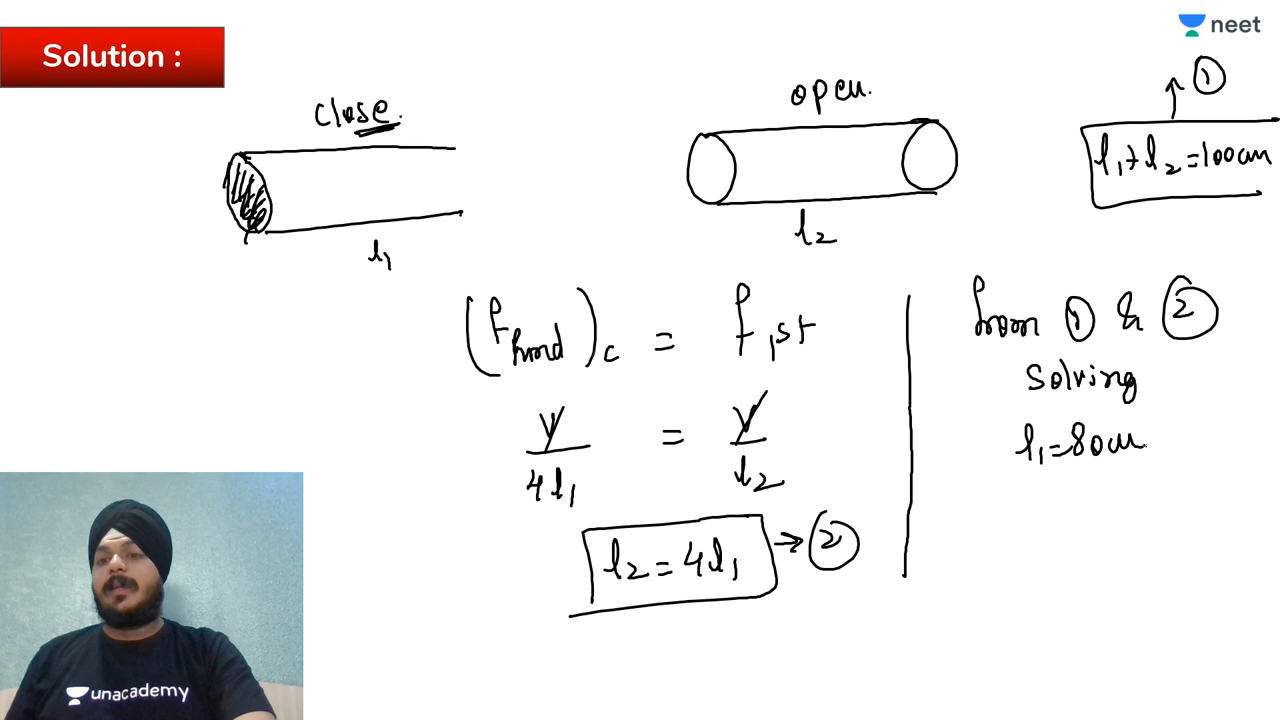 Solution :
neet
close.
open.
1
l₁+l₂=100cm
l₁
l₂
(f_fund)_c = f_1st
V/4l₁ = V/l₂
l₂=4l₁ → 2
from 1 & 2
Solving
l₁=80cm
unacademy